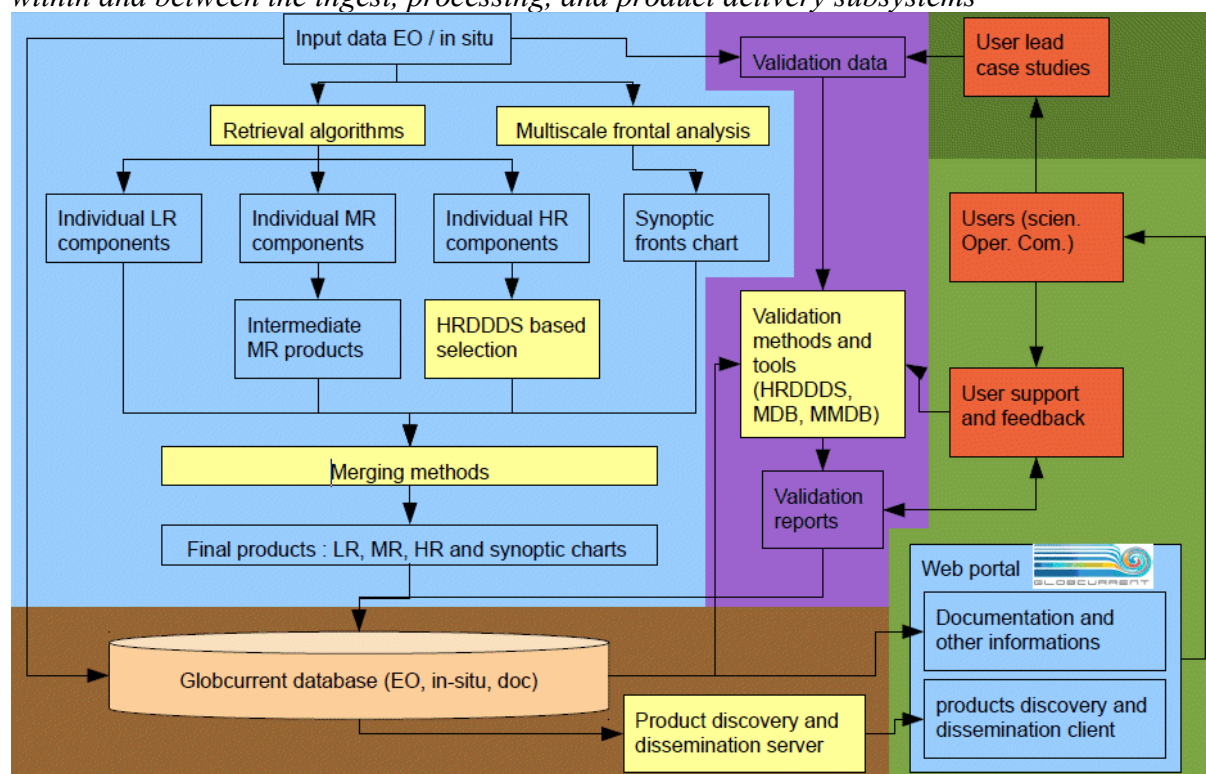 within and between the ingest, processing, and product delivery subsystems
Input data EO / in situ
Validation data
User lead
case studies
Retrieval algorithms
Multiscale frontal analysis
Individual LR
components
Individual MR
components
Individual HR
components
Synoptic
fronts chart
Users (scien.
Oper. Com.)
Intermediate
MR products
HRDDDS based
selection
Validation
methods and
tools
(HRDDDS,
MDB, MMDB)
User support
and feedback
Merging methods
Validation
reports
Final products : LR, MR, HR and synoptic charts
Web portal
GLOBCURRENT
Documentation and
other informations
Globcurrent database (EO, in-situ, doc)
Product discovery and
dissemination server
products discovery and
dissemination client